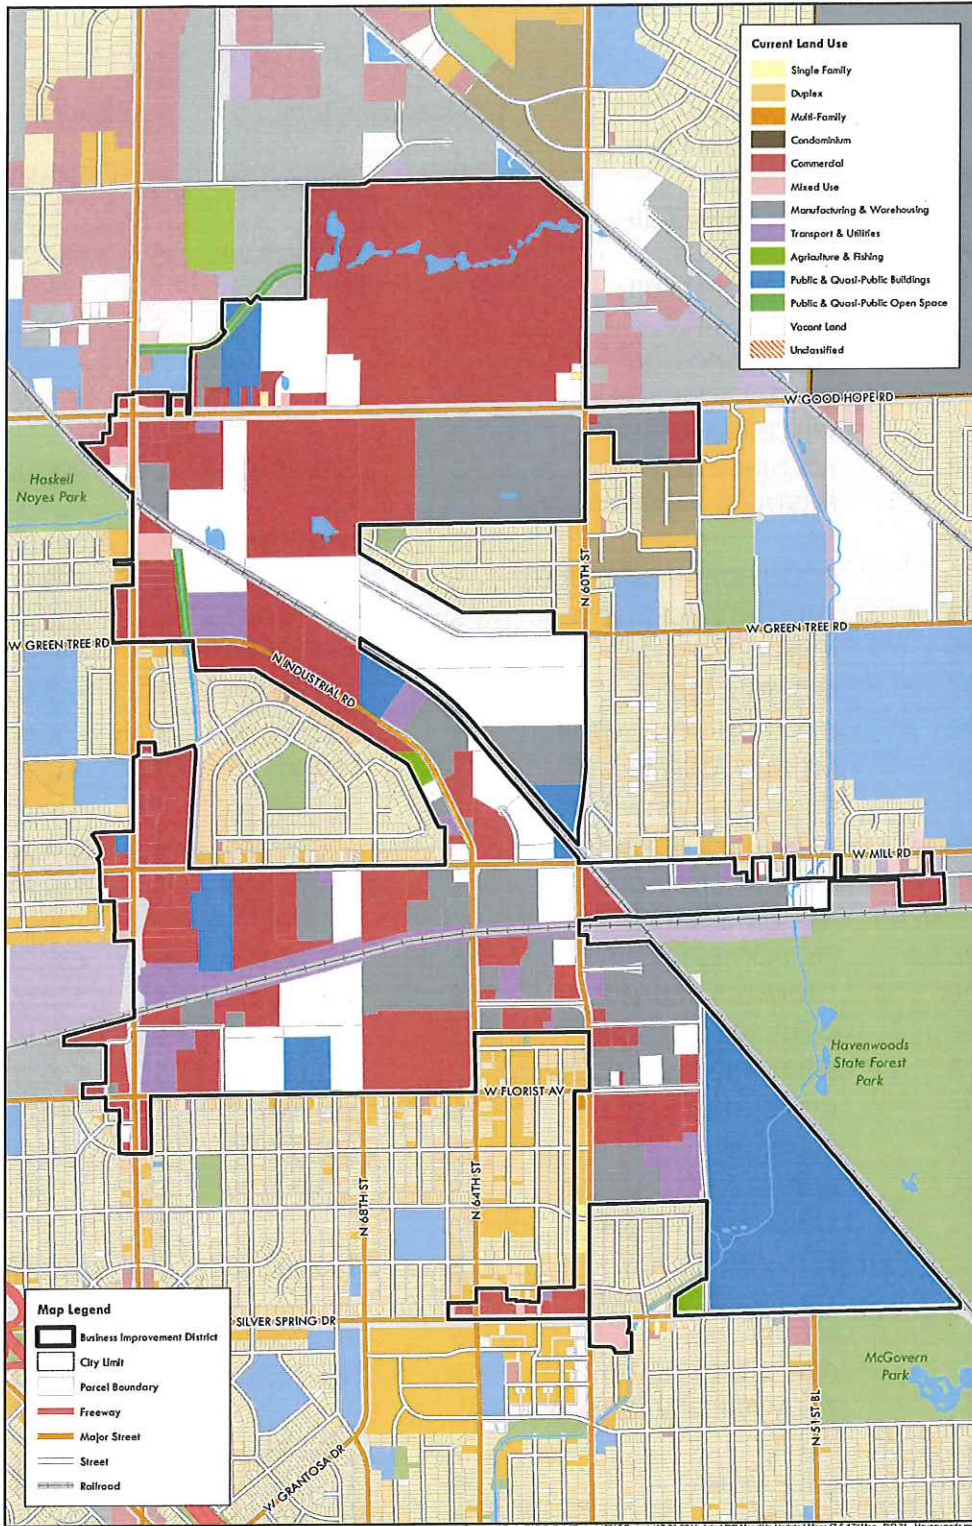 Current Land Use
Single Family
Duplex
Multi-Family
Condominium
Commercial
Mixed Use
Manufacturing & Warehousing
Transport & Utilities
Agriculture & Fishing
Public & Quasi-Public Buildings
Public & Quasi-Public Open Space
Vacant Land
Unclassified
W GOOD HOPE RD
Haskell
Noyes Park
N 60TH ST
W GREEN TREE RD
W GREEN TREE RD
N INDUSTRIAL RD
W MILL RD
Havenwoods
State Forest
Park
W FLORIST AV
N 68TH ST
N 64TH ST
Map Legend
Business Improvement District
City Limit
Parcel Boundary
Freeway
Major Street
Street
Railroad
SILVER SPRING DR
McGovern
Park
N 51ST BL
W GRANTOSA DR